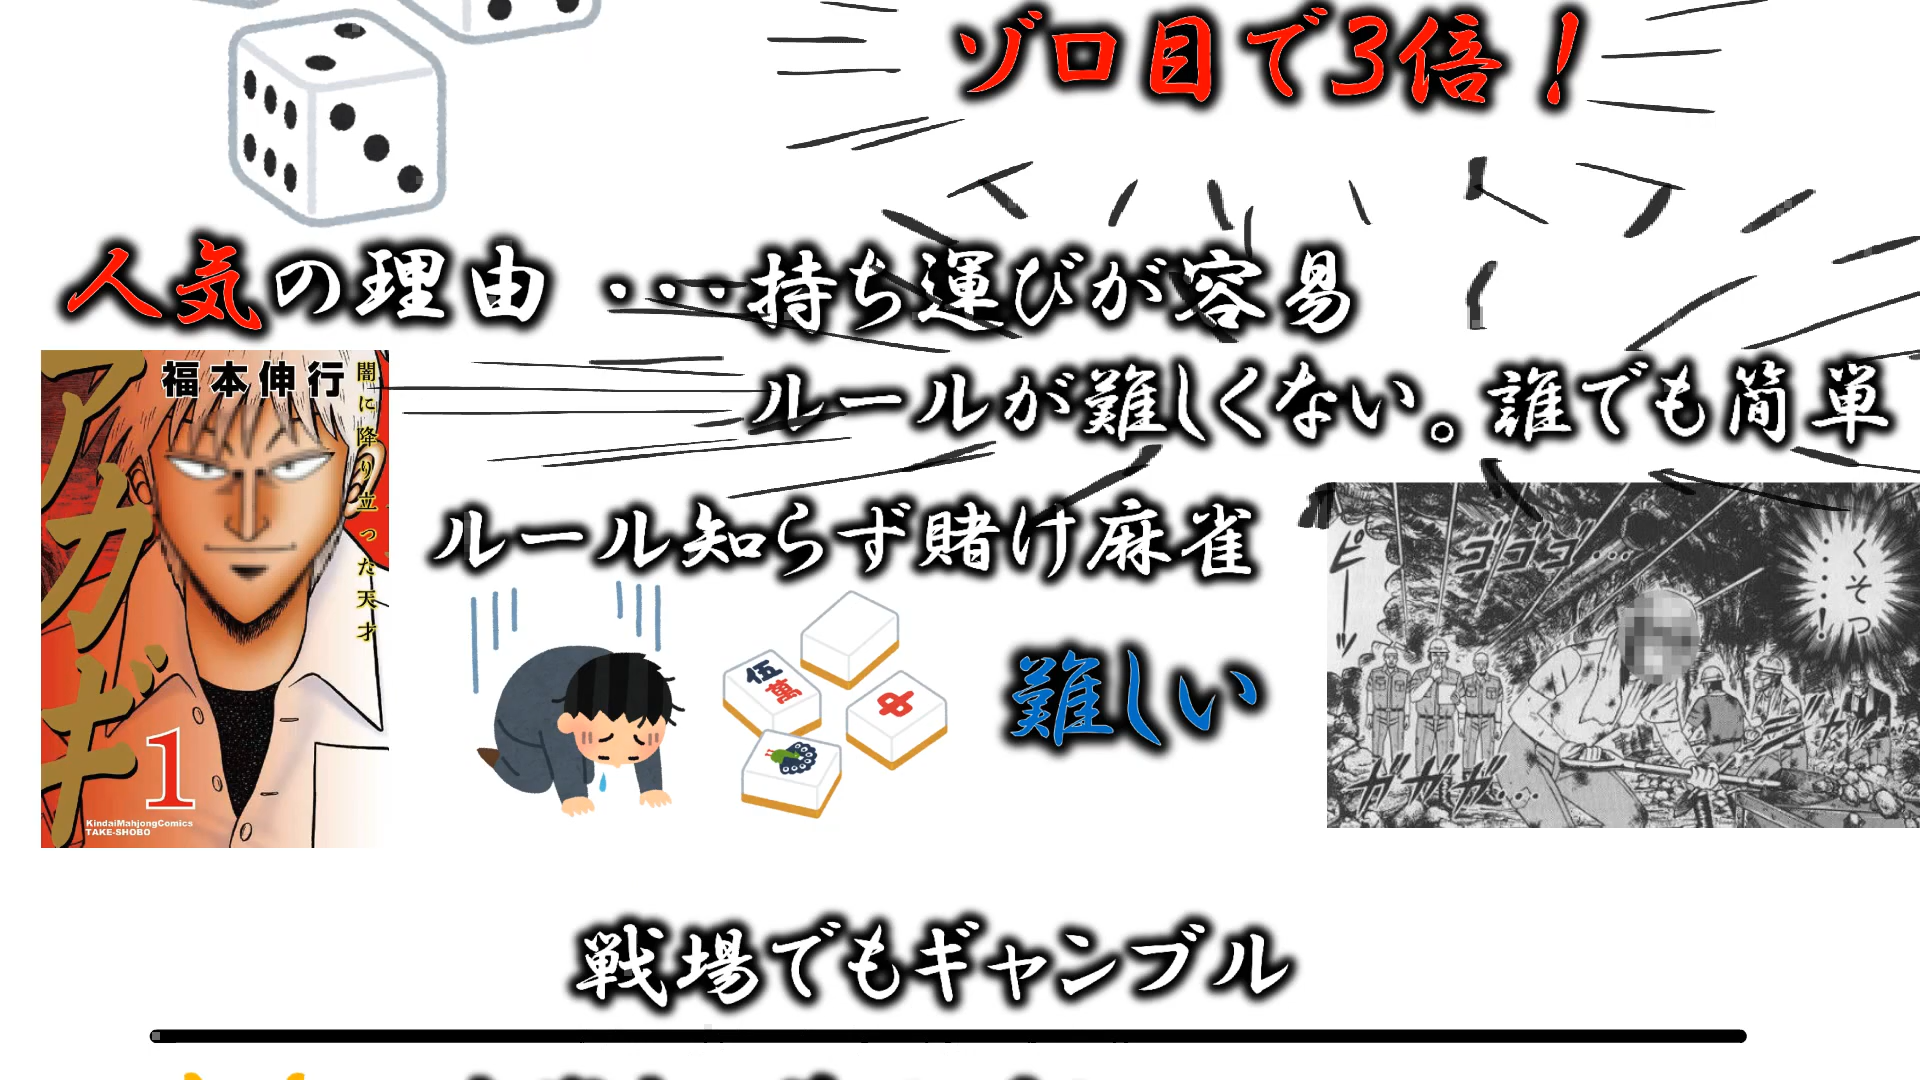 ゾロ目で3倍!
人気の理由 ・・・持ち運びが容易
ルールが難しくない。誰でも簡単
福本伸行
闇に降り立った天才
アカギ
1
KindaiMahjongComics
TAKE-SHOBO
ルール知らず賭け麻雀
伍萬
中
難しい
ピーッ
ゴゴゴ…
くそっ……!
ガガガ…
戦場でもギャンブル